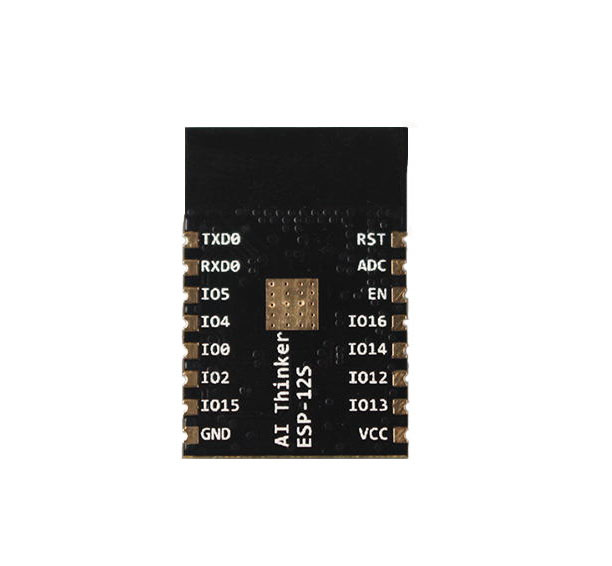 TXD0 RST
RXD0 ADC
IO5 EN
IO4 IO16
IO0 IO14
IO2 IO12
IO15 IO13
GND VCC
AI Thinker
ESP-12S